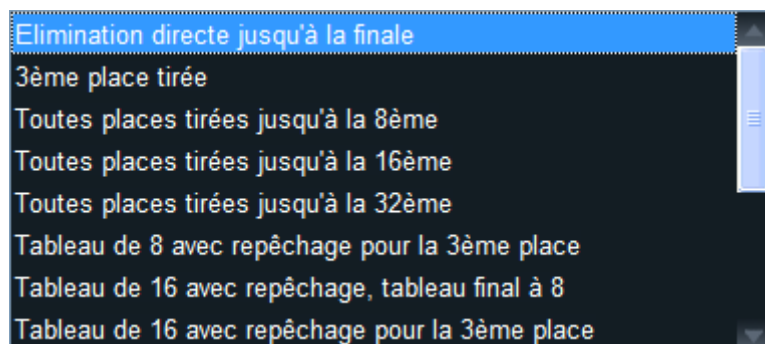 Elimination directe jusqu'à la finale
3ème place tirée
Toutes places tirées jusqu'à la 8ème
Toutes places tirées jusqu'à la 16ème
Toutes places tirées jusqu'à la 32ème
Tableau de 8 avec repêchage pour la 3ème place
Tableau de 16 avec repêchage, tableau final à 8
Tableau de 16 avec repêchage pour la 3ème place